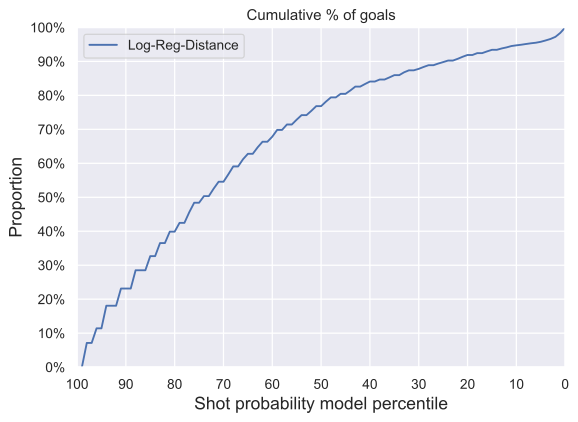 Cumulative % of goals
100%
90%
80%
70%
60%
50%
40%
30%
20%
10%
0%
Log-Reg-Distance
Proportion
100 90 80 70 60 50 40 30 20 10 0
Shot probability model percentile